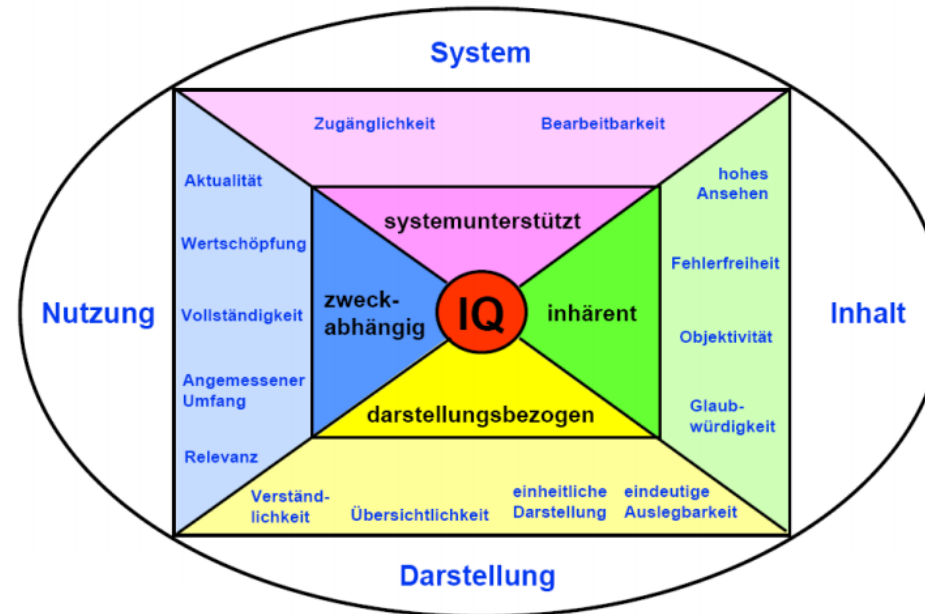 System
Zugänglichkeit
Bearbeitbarkeit
hohes
Ansehen
Aktualität
systemunterstützt
Wertschöpfung
Fehlerfreiheit
Nutzung
Vollständigkeit
zweck-
abhängig
IQ
inhärent
Inhalt
Objektivität
Angemessener
Umfang
darstellungsbezogen
Glaub-
würdigkeit
Relevanz
Verständ-
lichkeit
Übersichtlichkeit
einheitliche
Darstellung
eindeutige
Auslegbarkeit
Darstellung